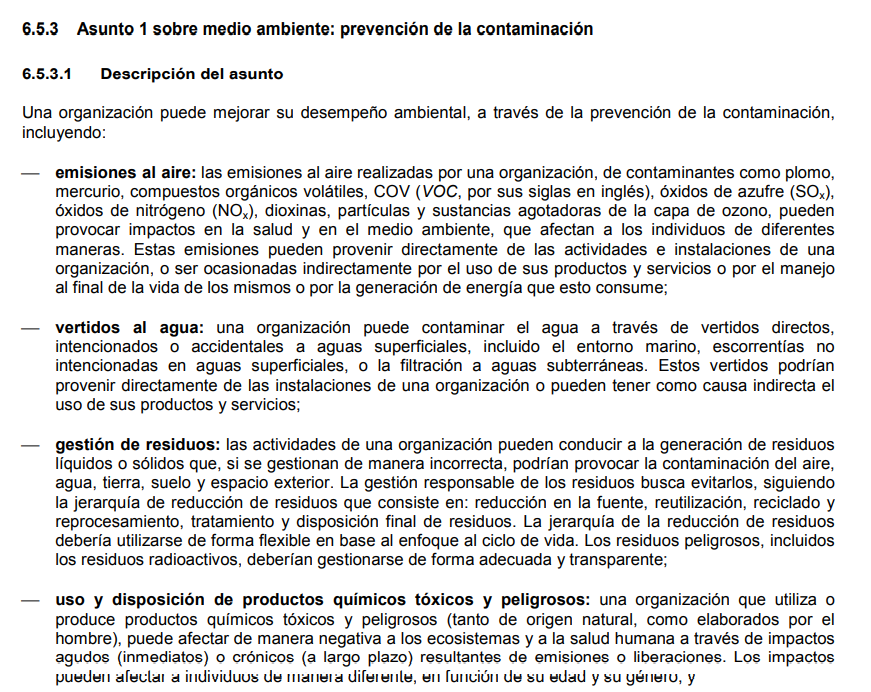 6.5.3 Asunto 1 sobre medio ambiente: prevención de la contaminación
6.5.3.1 Descripción del asunto
Una organización puede mejorar su desempeño ambiental, a través de la prevención de la contaminación,
incluyendo:
— emisiones al aire: las emisiones al aire realizadas por una organización, de contaminantes como plomo,
mercurio, compuestos orgánicos volátiles, COV (VOC, por sus siglas en inglés), óxidos de azufre (SOx),
óxidos de nitrógeno (NOx), dioxinas, partículas y sustancias agotadoras de la capa de ozono, pueden
provocar impactos en la salud y en el medio ambiente, que afectan a los individuos de diferentes
maneras. Estas emisiones pueden provenir directamente de las actividades e instalaciones de una
organización, o ser ocasionadas indirectamente por el uso de sus productos y servicios o por el manejo
al final de la vida de los mismos o por la generación de energía que esto consume;
— vertidos al agua: una organización puede contaminar el agua a través de vertidos directos,
intencionados o accidentales a aguas superficiales, incluido el entorno marino, escorrentías no
intencionadas en aguas superficiales, o la filtración a aguas subterráneas. Estos vertidos podrían
provenir directamente de las instalaciones de una organización o pueden tener como causa indirecta el
uso de sus productos y servicios;
— gestión de residuos: las actividades de una organización pueden conducir a la generación de residuos
líquidos o sólidos que, si se gestionan de manera incorrecta, podrían provocar la contaminación del aire,
agua, tierra, suelo y espacio exterior. La gestión responsable de los residuos busca evitarlos, siguiendo
la jerarquía de reducción de residuos que consiste en: reducción en la fuente, reutilización, reciclado y
reprocesamiento, tratamiento y disposición final de residuos. La jerarquía de la reducción de residuos
debería utilizarse de forma flexible en base al enfoque al ciclo de vida. Los residuos peligrosos, incluidos
los residuos radioactivos, deberían gestionarse de forma adecuada y transparente;
— uso y disposición de productos químicos tóxicos y peligrosos: una organización que utiliza o
produce productos químicos tóxicos y peligrosos (tanto de origen natural, como elaborados por el
hombre), puede afectar de manera negativa a los ecosistemas y a la salud humana a través de impactos
agudos (inmediatos) o crónicos (a largo plazo) resultantes de emisiones o liberaciones. Los impactos
pueden afectar a individuos de manera diferente, en función de su edad y su género, y